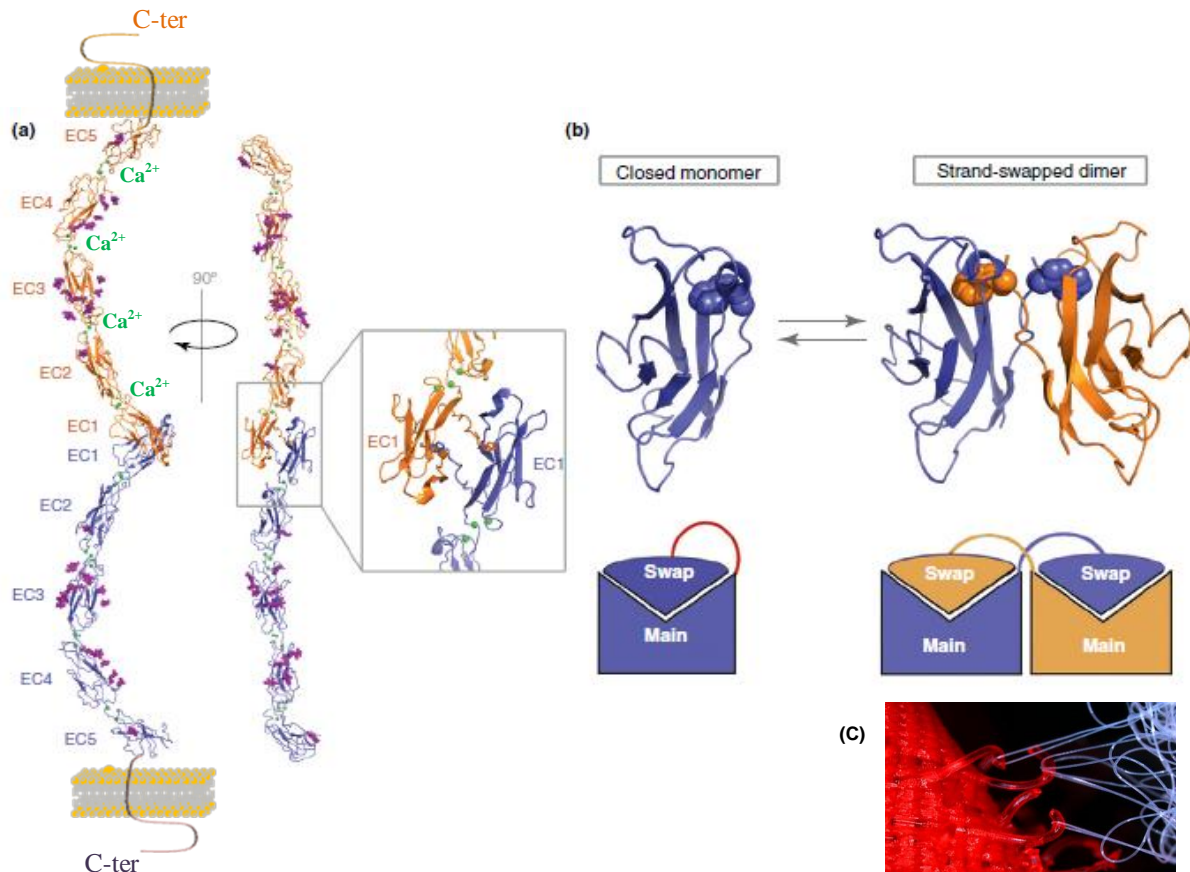 C-ter
(a)
EC5
Ca2+
EC4
Ca2+
EC3
Ca2+
EC2
Ca2+
EC1
EC1
EC2
EC3
EC4
EC5
C-ter
90°
EC1
EC1
(b)
Closed monomer
Strand-swapped dimer
Swap
Main
Swap
Swap
Main
Main
(C)